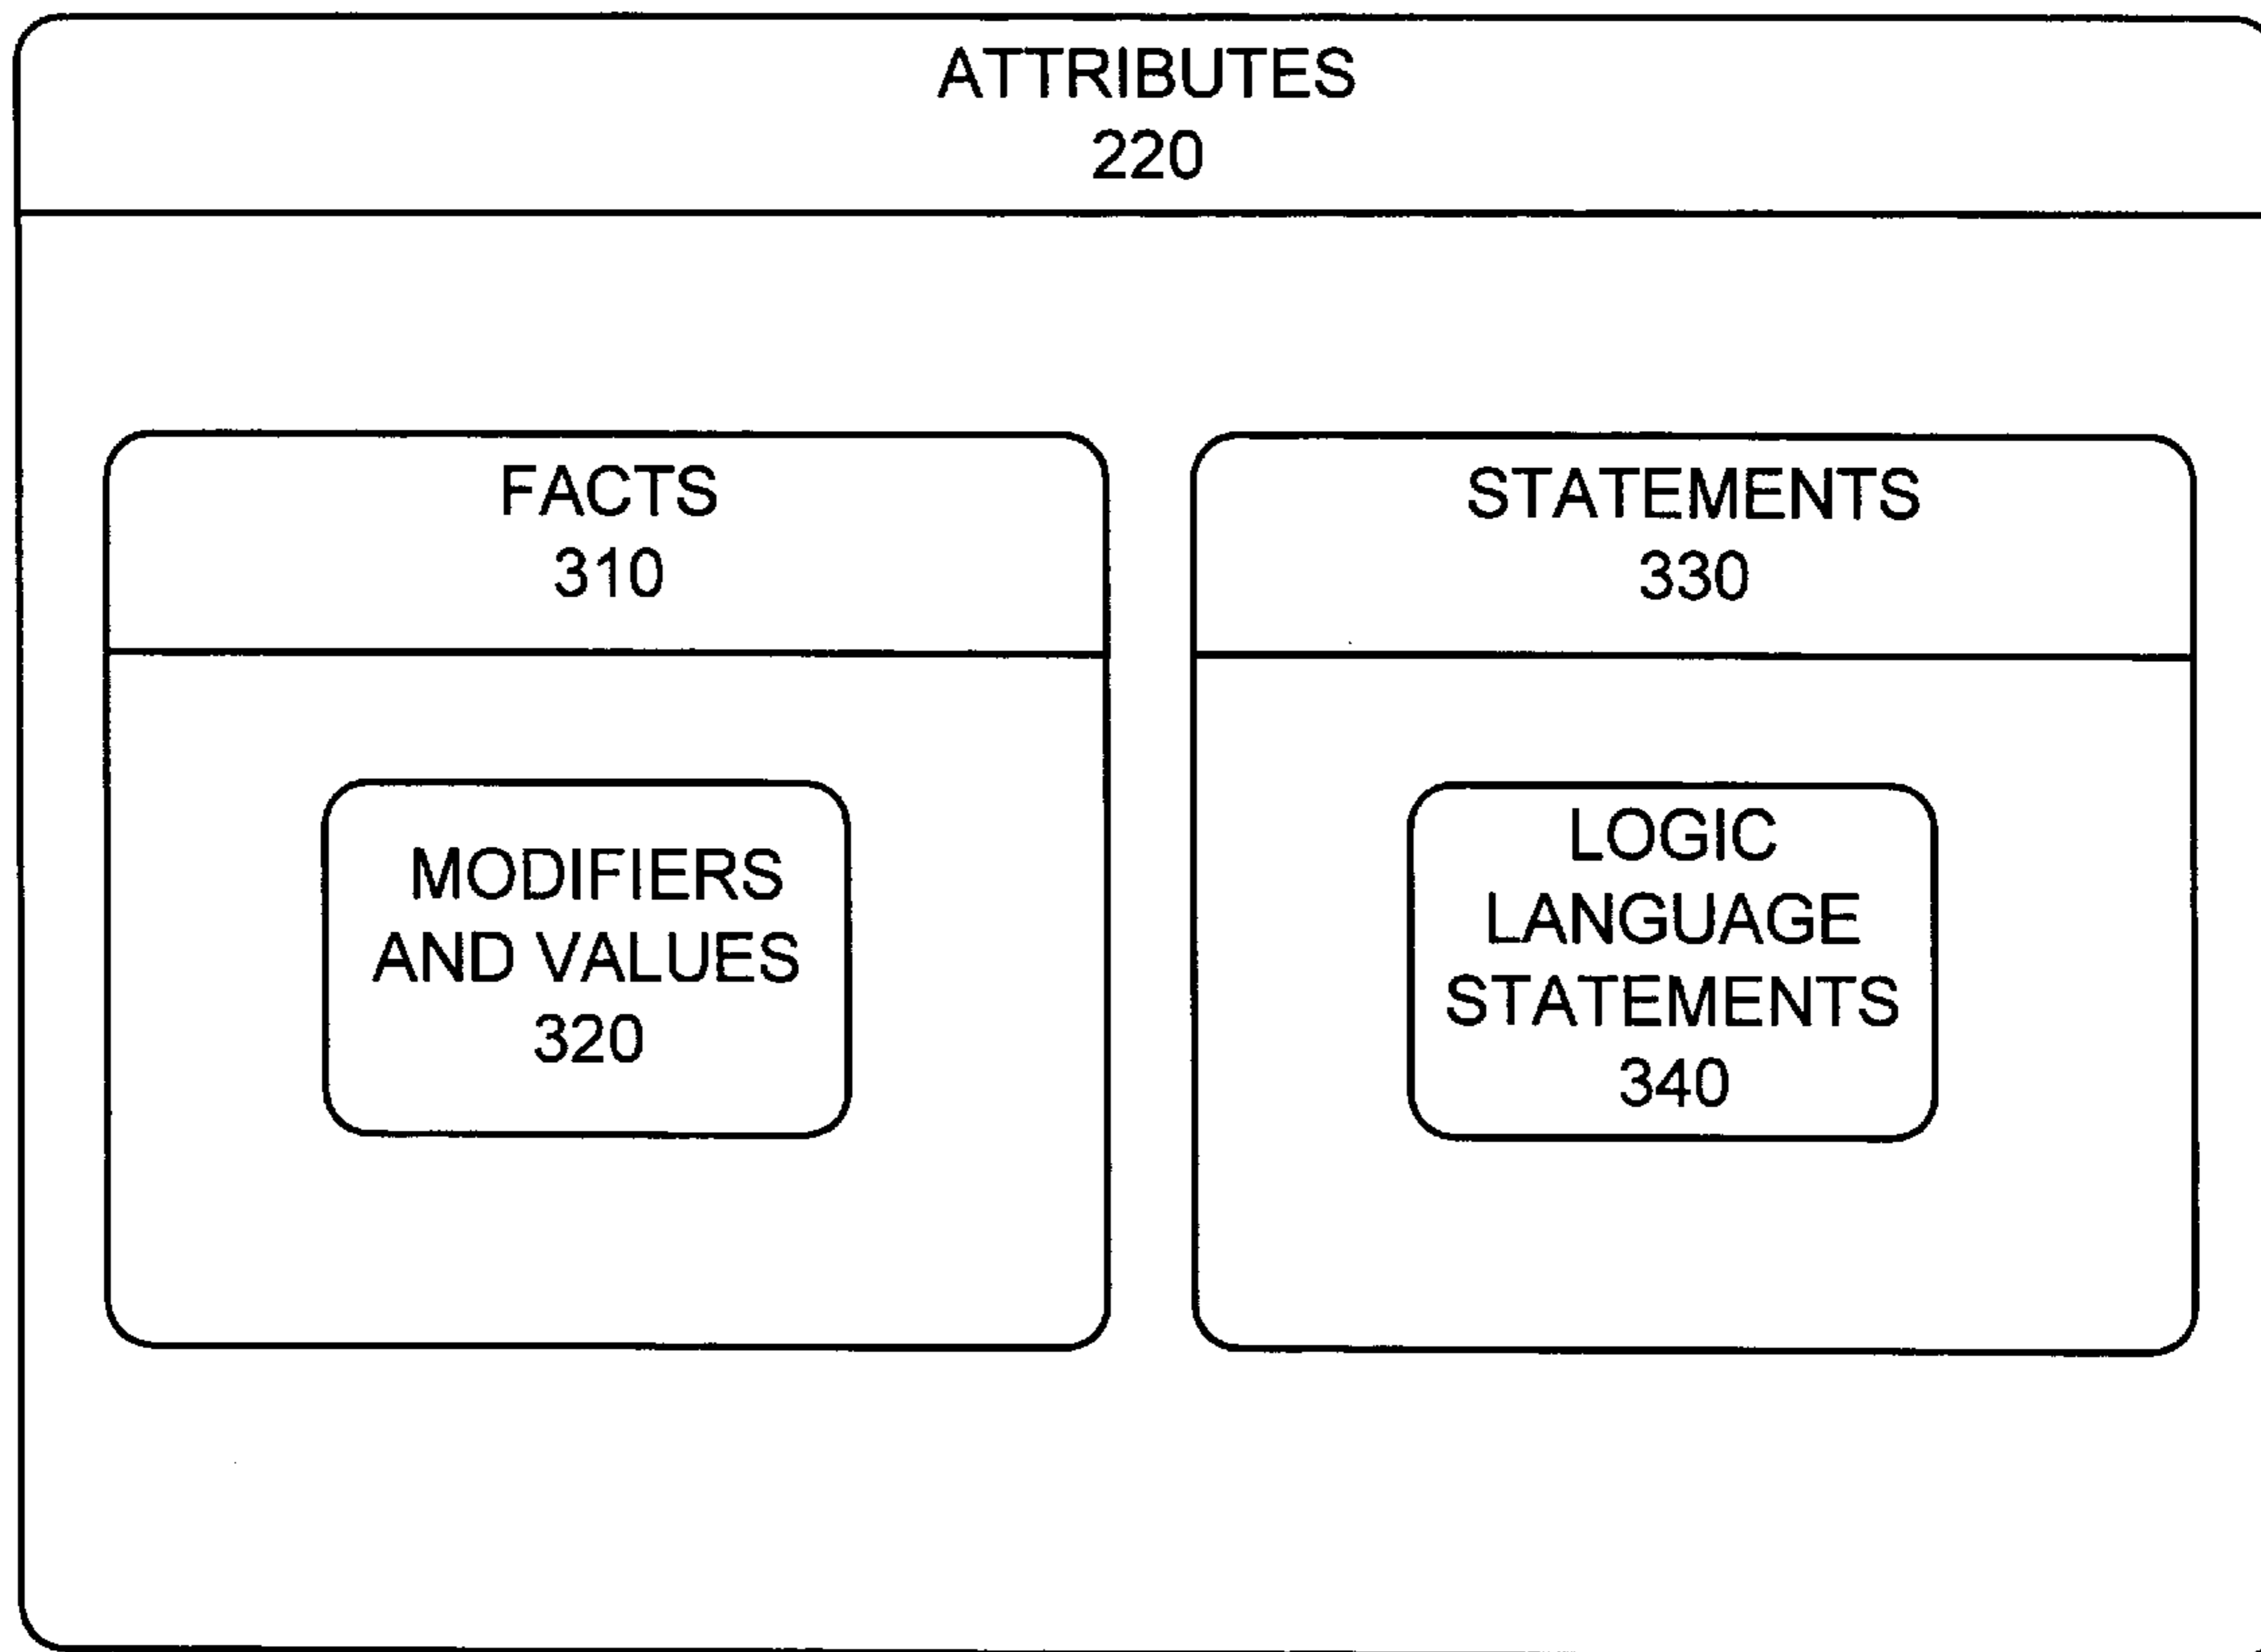 ATTRIBUTES
220
FACTS
310
MODIFIERS
AND VALUES
320
STATEMENTS
330
LOGIC
LANGUAGE
STATEMENTS
340